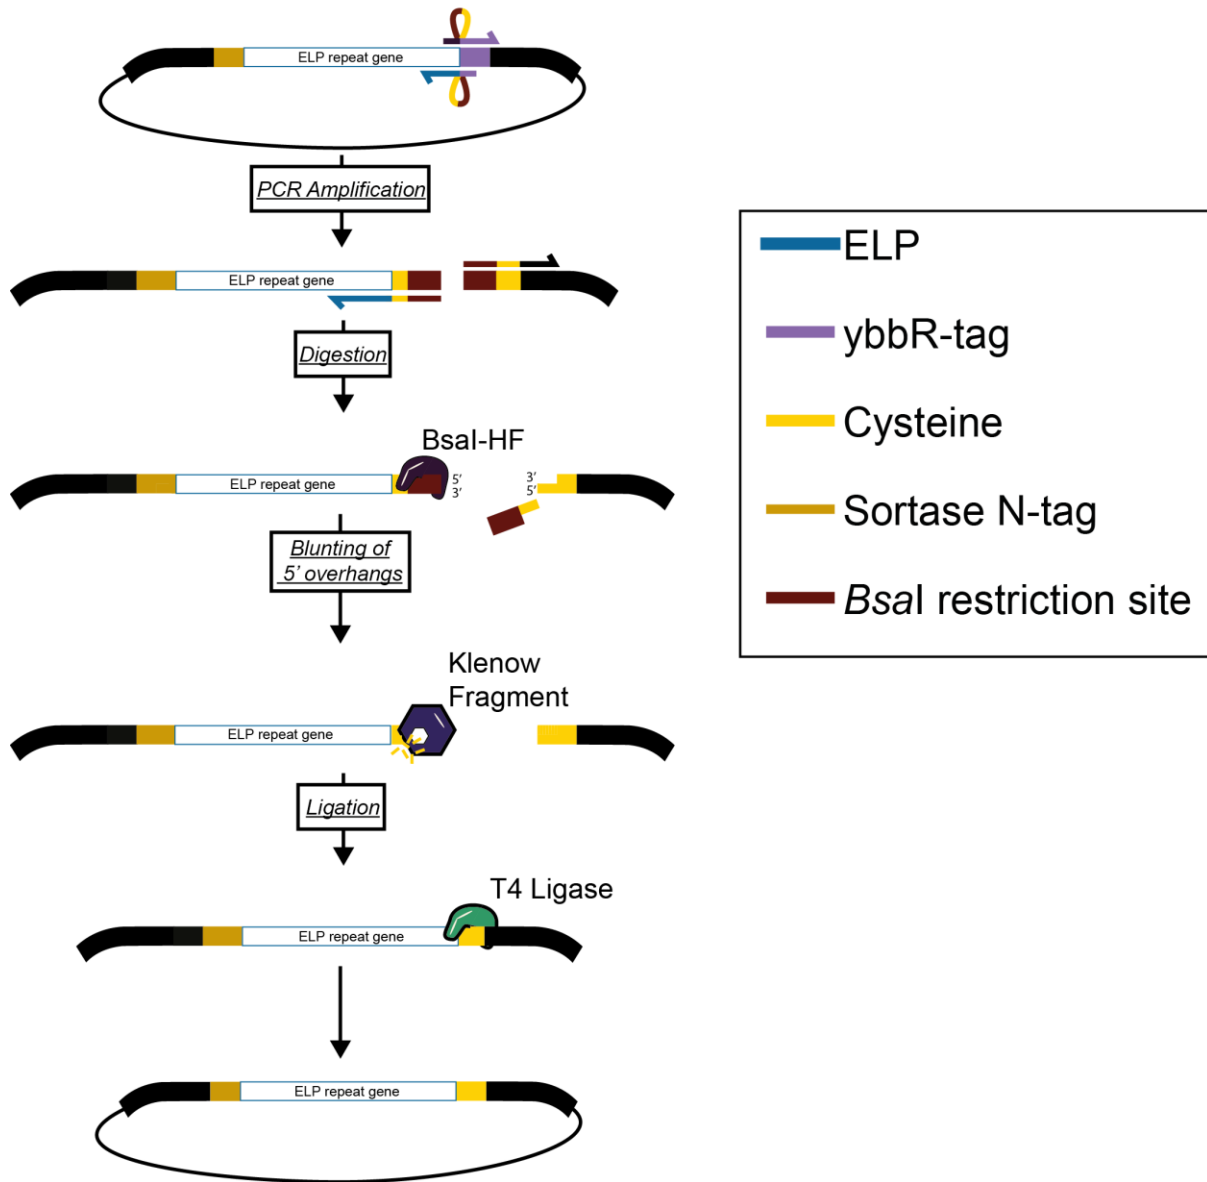 ELP repeat gene
PCR Amplification
ELP repeat gene
Digestion
BsaI-HF
ELP repeat gene
5'
3'
3'
5'
Blunting of
5' overhangs
Klenow
Fragment
ELP repeat gene
Ligation
T4 Ligase
ELP repeat gene
ELP repeat gene
ELP
ybbR-tag
Cysteine
Sortase N-tag
BsaI restriction site